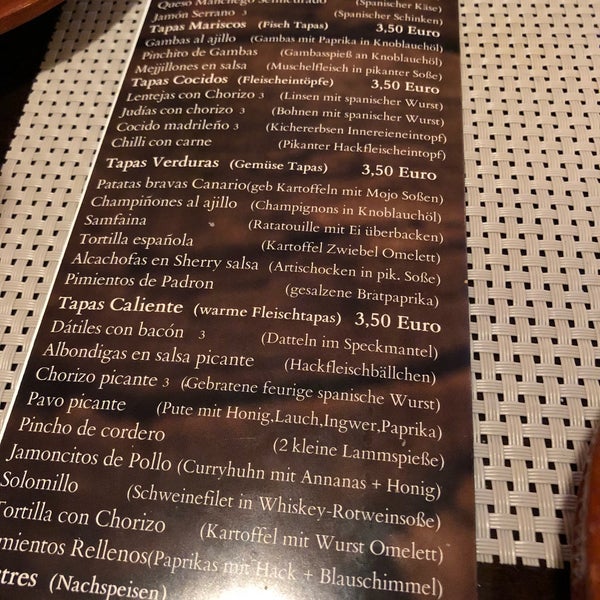 Queso Manchego Semicurado (Spanischer Käse)
Jamón Serrano 3 (Spanischer Schinken)
Tapas Mariscos (Fisch Tapas) 3,50 Euro
Gambas al ajillo (Gambas mit Paprika in Knoblauchöl)
Pinchito de Gambas (Gambasspieß an Knoblauchöl)
Mejillones en salsa (Muschelfleisch in pikanter Soße)
Tapas Cocidos (Fleischeintöpfe) 3,50 Euro
Lentejas con Chorizo 3 (Linsen mit spanischer Wurst)
Judías con chorizo 3 (Bohnen mit spanischer Wurst)
Cocido madrileño 3 (Kichererbsen Innereieneintopf)
Chilli con carne (Pikanter Hackfleischeintopf)
Tapas Verduras (Gemüse Tapas) 3,50 Euro
Patatas bravas Canario(geb Kartoffeln mit Mojo Soßen)
Champiñones al ajillo (Champignons in Knoblauchöl)
Samfaina (Ratatouille mit Ei überbacken)
Tortilla española (Kartoffel Zwiebel Omelett)
Alcachofas en Sherry salsa (Artischocken in pik. Soße)
Pimientos de Padron (gesalzene Bratpaprika)
Tapas Caliente (warme Fleischtapas) 3,50 Euro
Dátiles con bacón 3 (Datteln im Speckmantel)
Albondigas en salsa picante (Hackfleischbällchen)
Chorizo picante 3 (Gebratene feurige spanische Wurst)
Pavo picante (Pute mit Honig,Lauch,Ingwer,Paprika)
Pincho de cordero (2 kleine Lammspieße)
Jamoncitos de Pollo (Curryhuhn mit Annanas + Honig)
Solomillo (Schweinefilet in Whiskey-Rotweinsoße)
Tortilla con Chorizo (Kartoffel mit Wurst Omelett)
mientos Rellenos(Paprikas mit Hack + Blauschimmel)
tres (Nachspeisen)